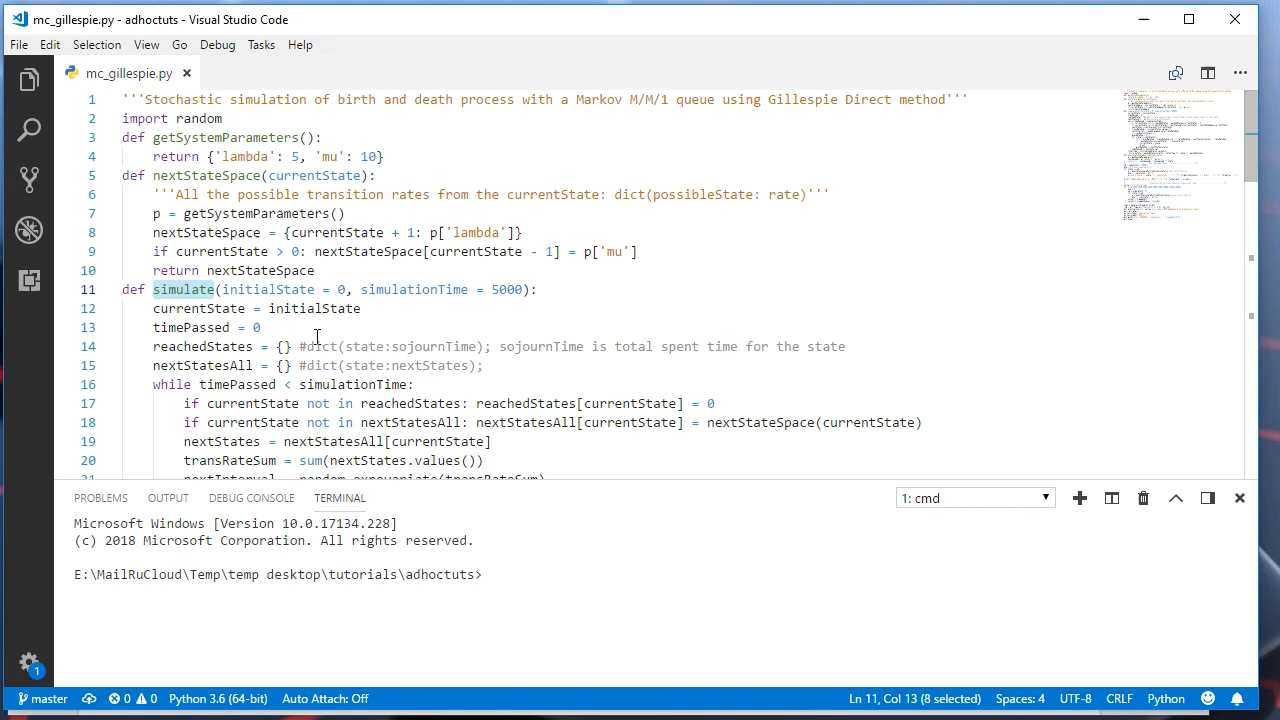 mc_gillespie.py - adhoctuts - Visual Studio Code
File Edit Selection View Go Debug Tasks Help
mc_gillespie.py
1 '''Stochastic simulation of birth and death process with a Markov M/M/1 queue using Gillespie Direct method'''
2 import random
3 def getSystemParameters():
4 return {'lambda': 5, 'mu': 10}
5 def nextStateSpace(currentState):
6 '''All the possible transition rates from the currentState: dict(possibleState: rate)'''
7 p = getSystemParameters()
8 nextStateSpace = {currentState + 1: p['lambda']}
9 if currentState > 0: nextStateSpace[currentState - 1] = p['mu']
10 return nextStateSpace
11 def simulate(initialState = 0, simulationTime = 5000):
12 currentState = initialState
13 timePassed = 0
14 reachedStates = {} #dict(state:sojournTime); sojournTime is total spent time for the state
15 nextStatesAll = {} #dict(state:nextStates);
16 while timePassed < simulationTime:
17 if currentState not in reachedStates: reachedStates[currentState] = 0
18 if currentState not in nextStatesAll: nextStatesAll[currentState] = nextStateSpace(currentState)
19 nextStates = nextStatesAll[currentState]
20 transRateSum = sum(nextStates.values())
21 nextInterval = random.expovariate(transRateSum)
PROBLEMS OUTPUT DEBUG CONSOLE TERMINAL 1: cmd
Microsoft Windows [Version 10.0.17134.228]
(c) 2018 Microsoft Corporation. All rights reserved.
E:\MailRuCloud\Temp\temp desktop\tutorials\adhoctuts>
1
master 0 0 Python 3.6 (64-bit) Auto Attach: Off Ln 11, Col 13 (8 selected) Spaces: 4 UTF-8 CRLF Python